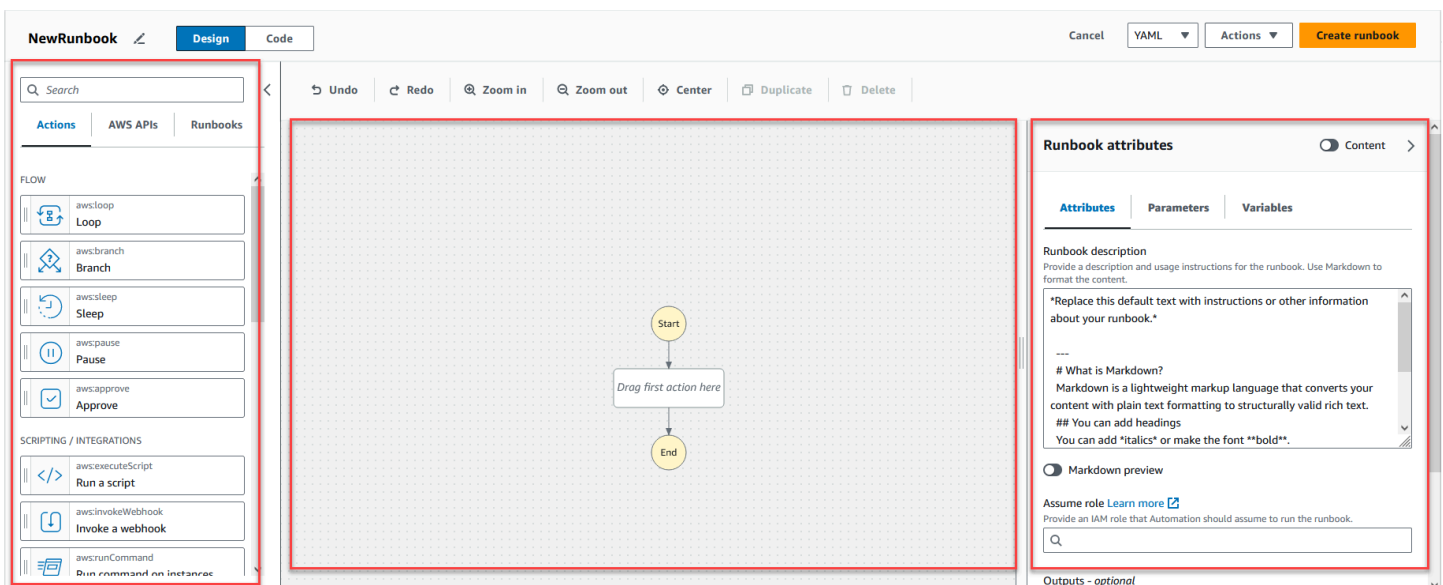 NewRunbook
Design
Code
Cancel
YAML
Actions
Create runbook
Search
Actions
AWS APIs
Runbooks
FLOW
aws:loop
Loop
aws:branch
Branch
aws:sleep
Sleep
aws:pause
Pause
aws:approve
Approve
SCRIPTING / INTEGRATIONS
aws:executeScript
Run a script
aws:invokeWebhook
Invoke a webhook
aws:runCommand
Run command on instances
Undo
Redo
Zoom in
Zoom out
Center
Duplicate
Delete
Start
Drag first action here
End
Runbook attributes
Content
Attributes
Parameters
Variables
Runbook description
Provide a description and usage instructions for the runbook. Use Markdown to
format the content.
*Replace this default text with instructions or other information
about your runbook.*
---
# What is Markdown?
Markdown is a lightweight markup language that converts your
content with plain text formatting to structurally valid rich text.
## You can add headings
You can add *italics* or make the font **bold**.
Markdown preview
Assume role Learn more
Provide an IAM role that Automation should assume to run the runbook.
Outputs - optional